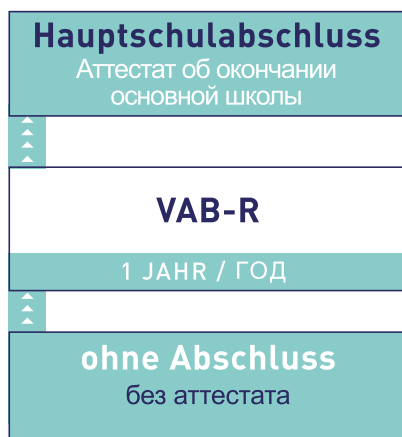 Hauptschulabschluss
Аттестат об окончании
основной школы
VAB-R
1 JAHR / ГОД
ohne Abschluss
без аттестата